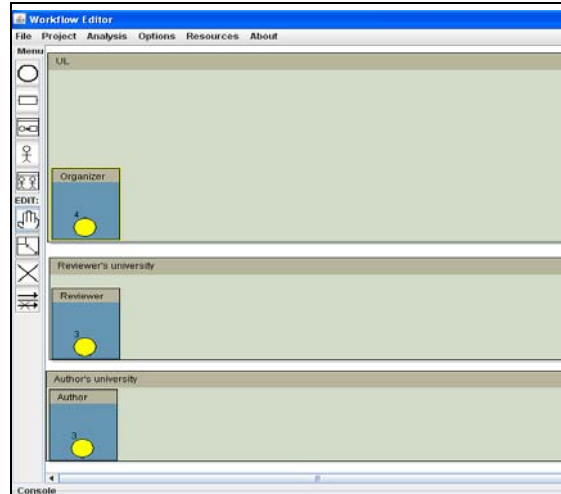 Workflow Editor
File Project Analysis Options Resources About
Menu
UL
Organizer
4
EDIT:
Reviewer's university
Reviewer
3
Author's university
Author
3
Console